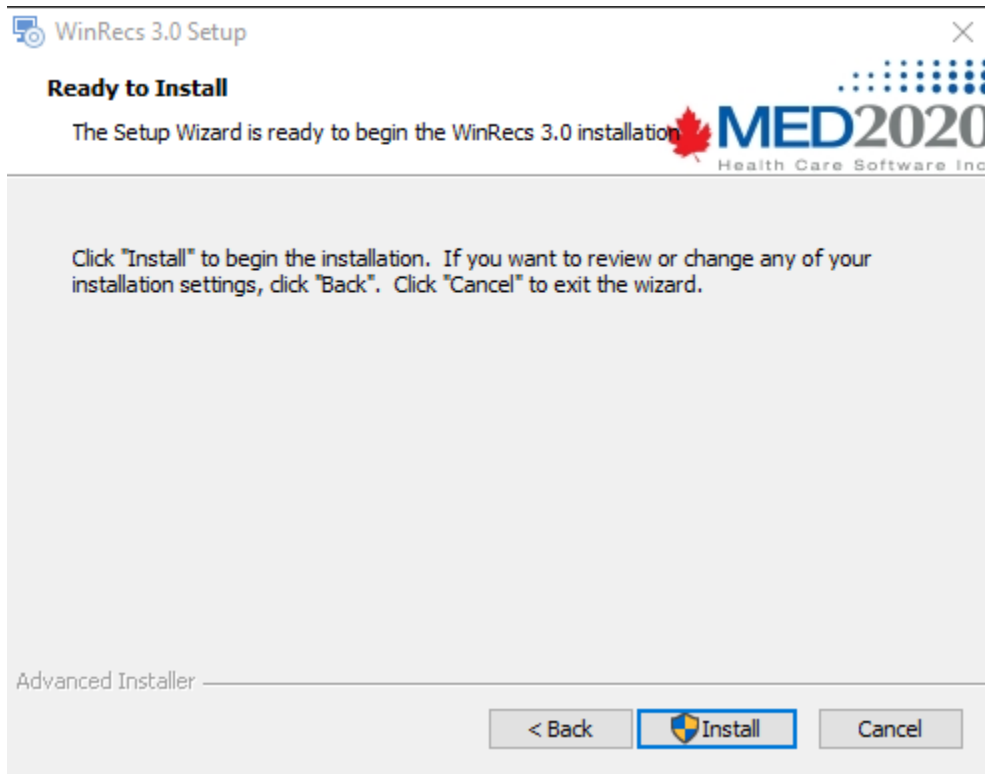 WinRecs 3.0 Setup
Ready to Install
The Setup Wizard is ready to begin the WinRecs 3.0 installation
MED2020
Health Care Software Inc
Click "Install" to begin the installation.  If you want to review or change any of your
installation settings, click "Back".  Click "Cancel" to exit the wizard.
Advanced Installer
< Back
Install
Cancel